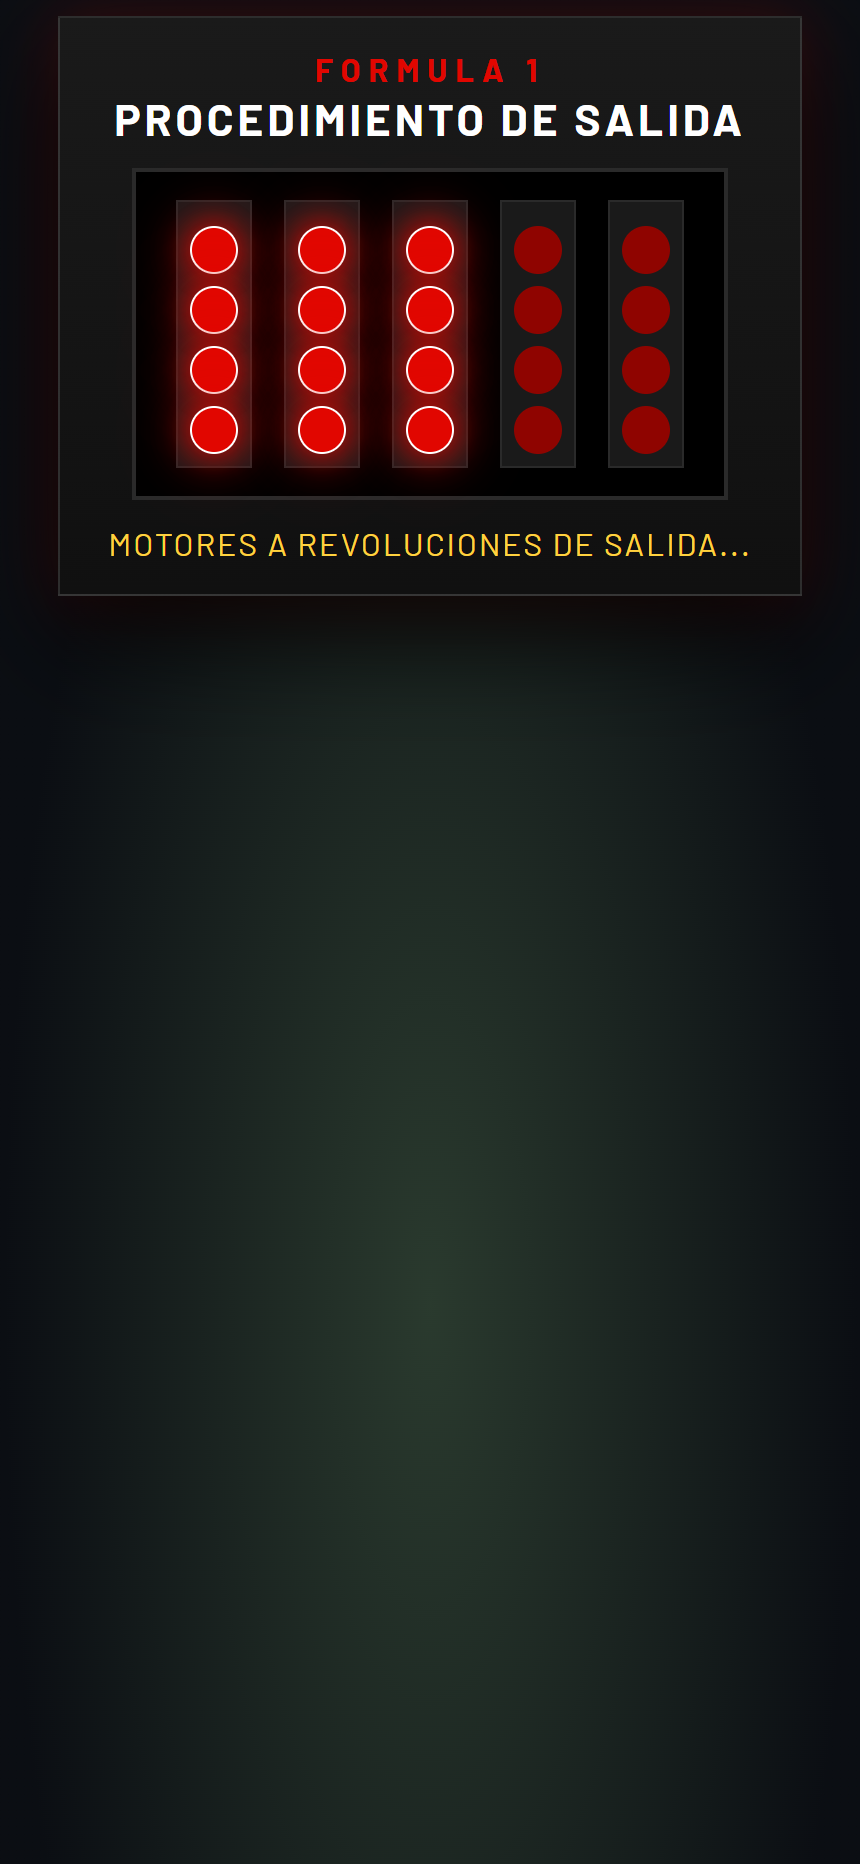 FORMULA 1
PROCEDIMIENTO DE SALIDA
MOTORES A REVOLUCIONES DE SALIDA...